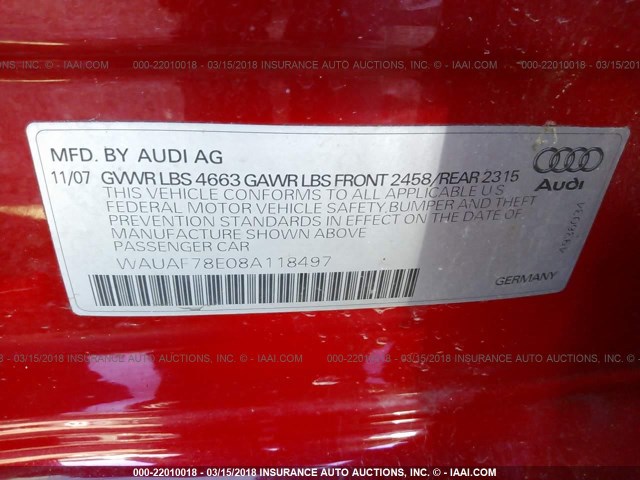 000-22010018 - 03/15/2018 INSURANCE AUTO AUCTIONS, INC. - © IAAI.COM
MFD. BY AUDI AG
11/07 GVWR LBS 4663 GAWR LBS FRONT 2458/REAR 2315
THIS VEHICLE CONFORMS TO ALL APPLICABLE U S
FEDERAL MOTOR VEHICLE SAFETY, BUMPER AND THEFT
PREVENTION STANDARDS IN EFFECT ON THE DATE OF
MANUFACTURE SHOWN ABOVE
PASSENGER CAR
WAUAF78E08A118497
Audi
GERMANY
000-22010018 - 03/15/2018 INSURANCE AUTO AUCTIONS, INC. - © IAAI.COM
000-22010018 - 03/15/2018 INSURANCE AUTO AUCTIONS, INC. - © IAAI.COM